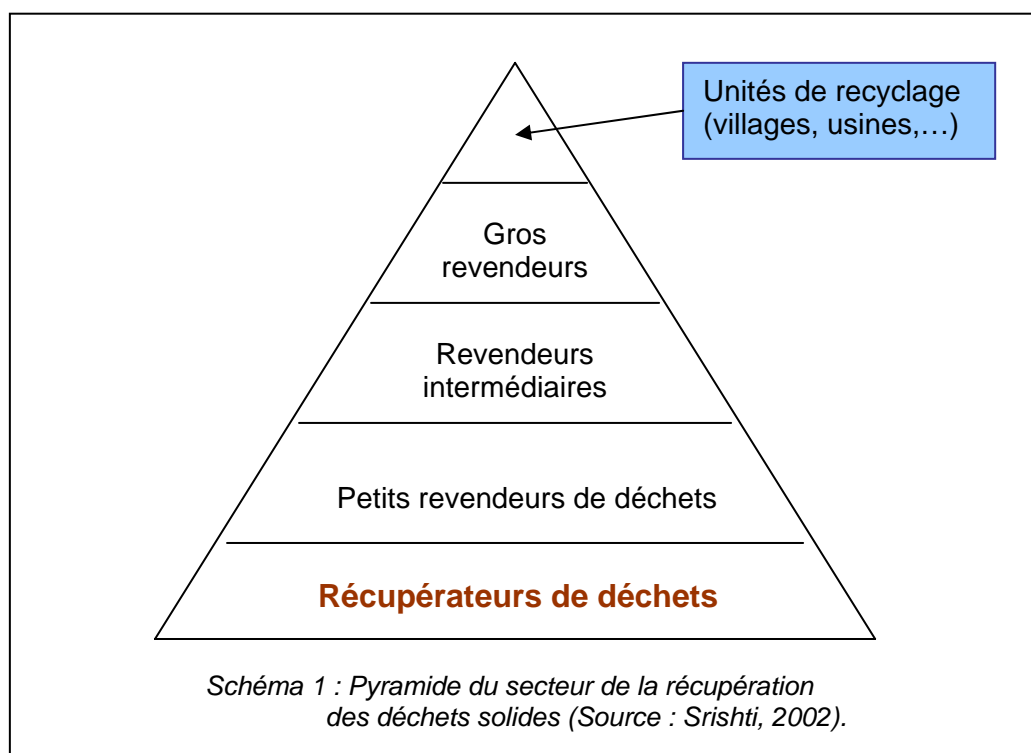 Unités de recyclage
(villages, usines,…)
Gros
revendeurs
Revendeurs
intermédiaires
Petits revendeurs de déchets
Récupérateurs de déchets
Schéma 1 : Pyramide du secteur de la récupération
des déchets solides (Source : Srishti, 2002).